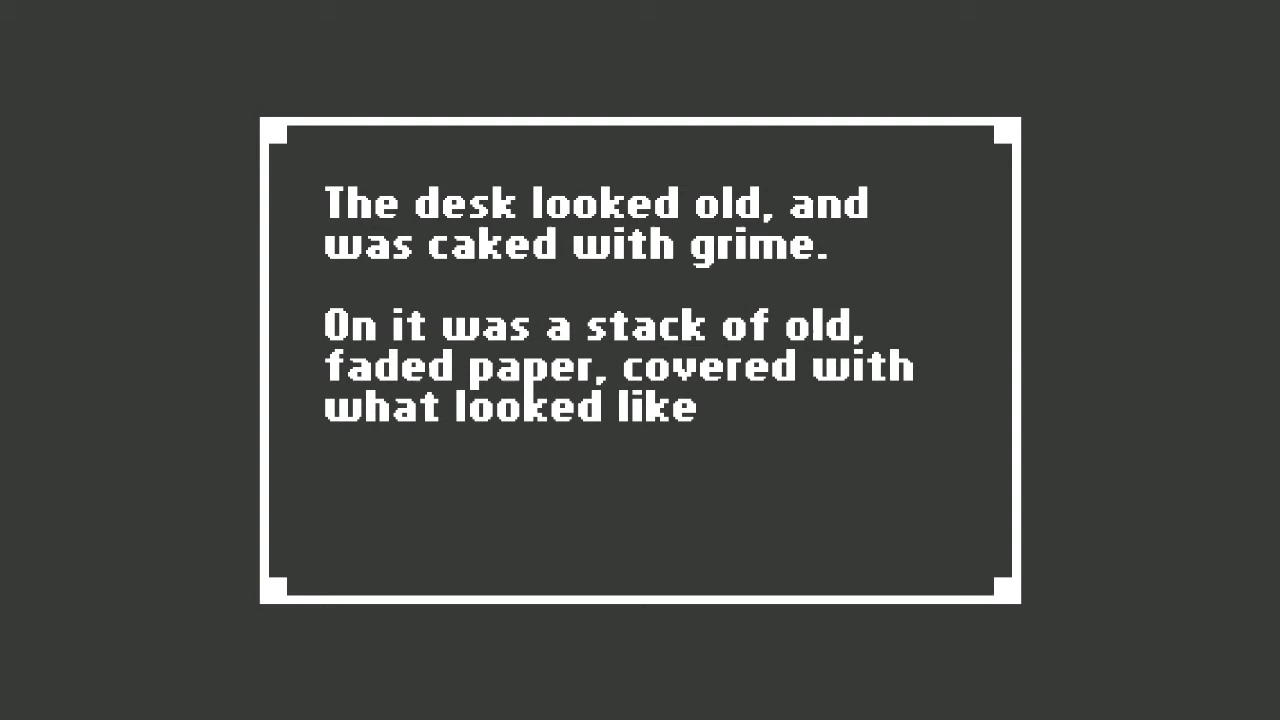 The desk looked old, and
was caked with grime.
On it was a stack of old,
faded paper, covered with
what looked like